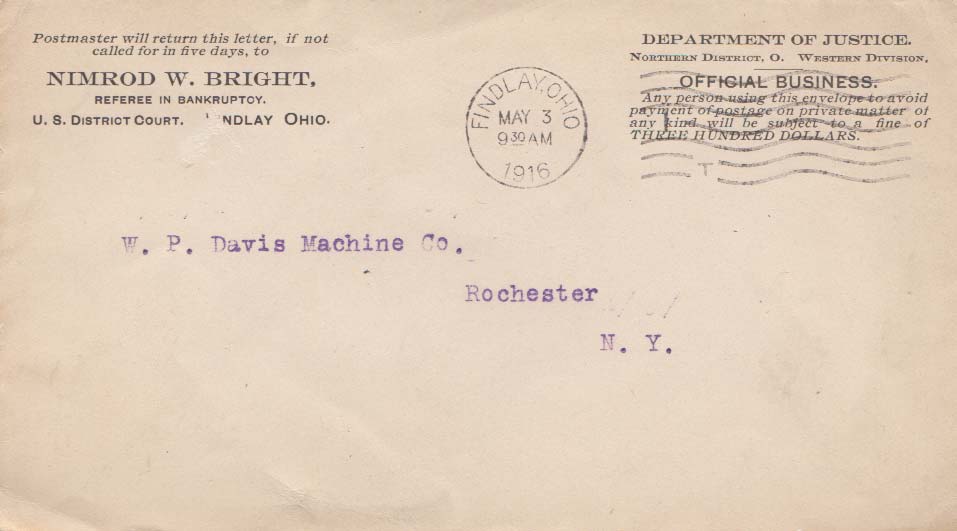 Postmaster will return this letter, if not
called for in five days, to
NIMROD W. BRIGHT,
REFEREE IN BANKRUPTCY.
U. S. DISTRICT COURT. NDLAY OHIO.
DEPARTMENT OF JUSTICE.
NORTHERN DISTRICT, O. WESTERN DIVISION,
OFFICIAL BUSINESS.
Any person using this envelope to avoid
payment of postage on private matter of
any kind will be subject to a fine of
THREE HUNDRED DOLLARS.
FINDLAY, OHIO
MAY 3
9 30 AM
1916
T
W. P. Davis Machine Co.
Rochester
N. Y.